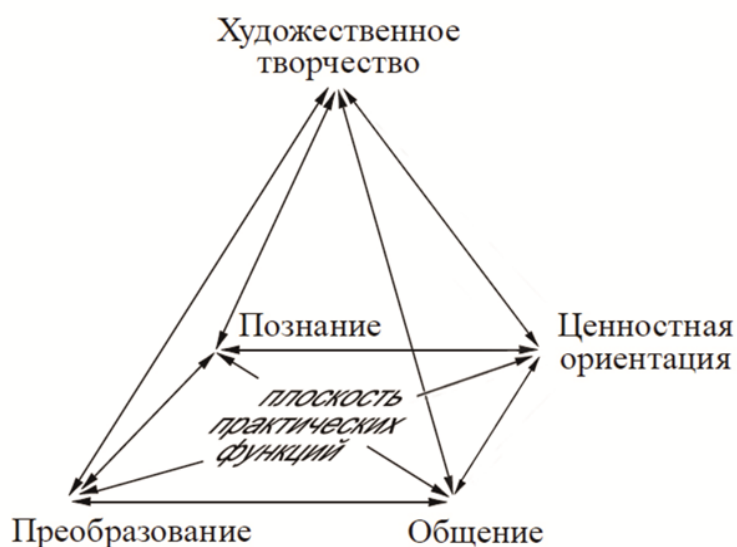 Художественное
творчество
Познание
Ценностная
ориентация
плоскость
практических
функций
Преобразование
Общение